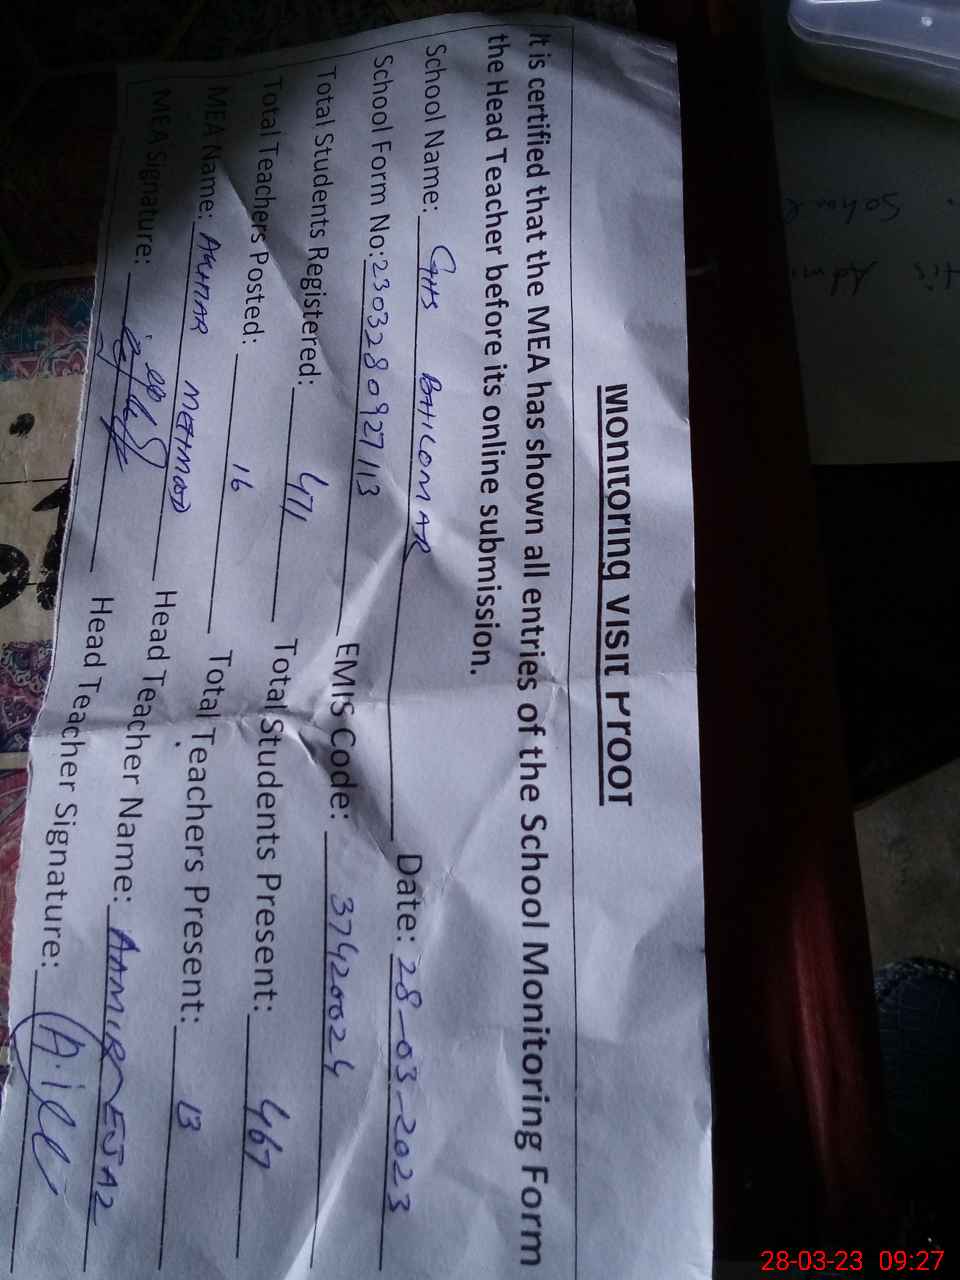 Monitoring Visit Proof
It is certified that the MEA has shown all entries of the School Monitoring Form
the Head Teacher before its online submission.
School Name: GHS BAHLOMAR Date: 28-03-2023
School Form No: 230328092713 EMIS Code: 37420024
Total Students Registered: 471 Total Students Present: 467
Total Teachers Posted: 16 Total Teachers Present: 13
MEA Name: AKHTAR MEHMOOD Head Teacher Name: AAMIR EJAZ
MEA Signature: Head Teacher Signature:
28-03-23 09:27